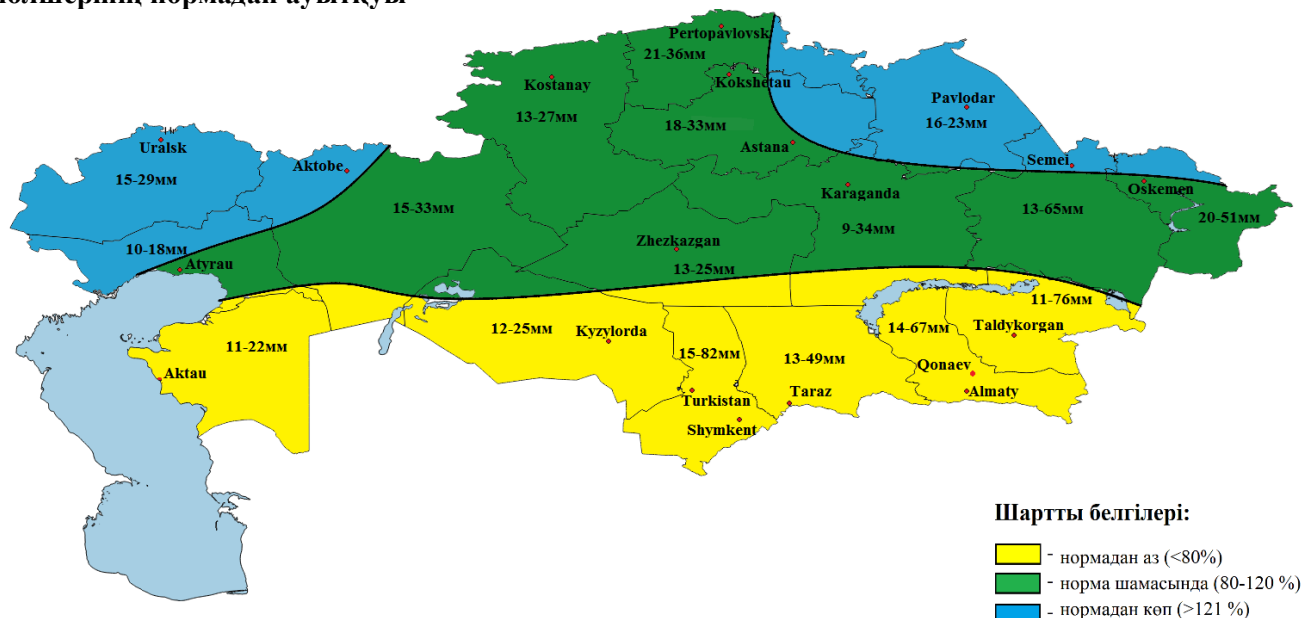 мөлшерінің нормадан ауытқуы
Pertopavlovsk
21-36мм
Kostanay
Kokshetau
13-27мм
18-33мм
Astana
Pavlodar
16-23мм
Semei
Uralsk
Aktobe
15-29мм
Karaganda
Oskemen
15-33мм
13-65мм
20-51мм
10-18мм
Zhezkazgan
9-34мм
Atyrau
13-25мм
11-76мм
12-25мм
Kyzylorda
14-67мм
Taldykorgan
11-22мм
15-82мм
13-49мм
Aktau
Qonaev
Turkistan
Taraz
Almaty
Shymkent
Шартты белгілері:
- нормадан аз (<80%)
- норма шамасында (80-120 %)
- нормадан көп (>121 %)